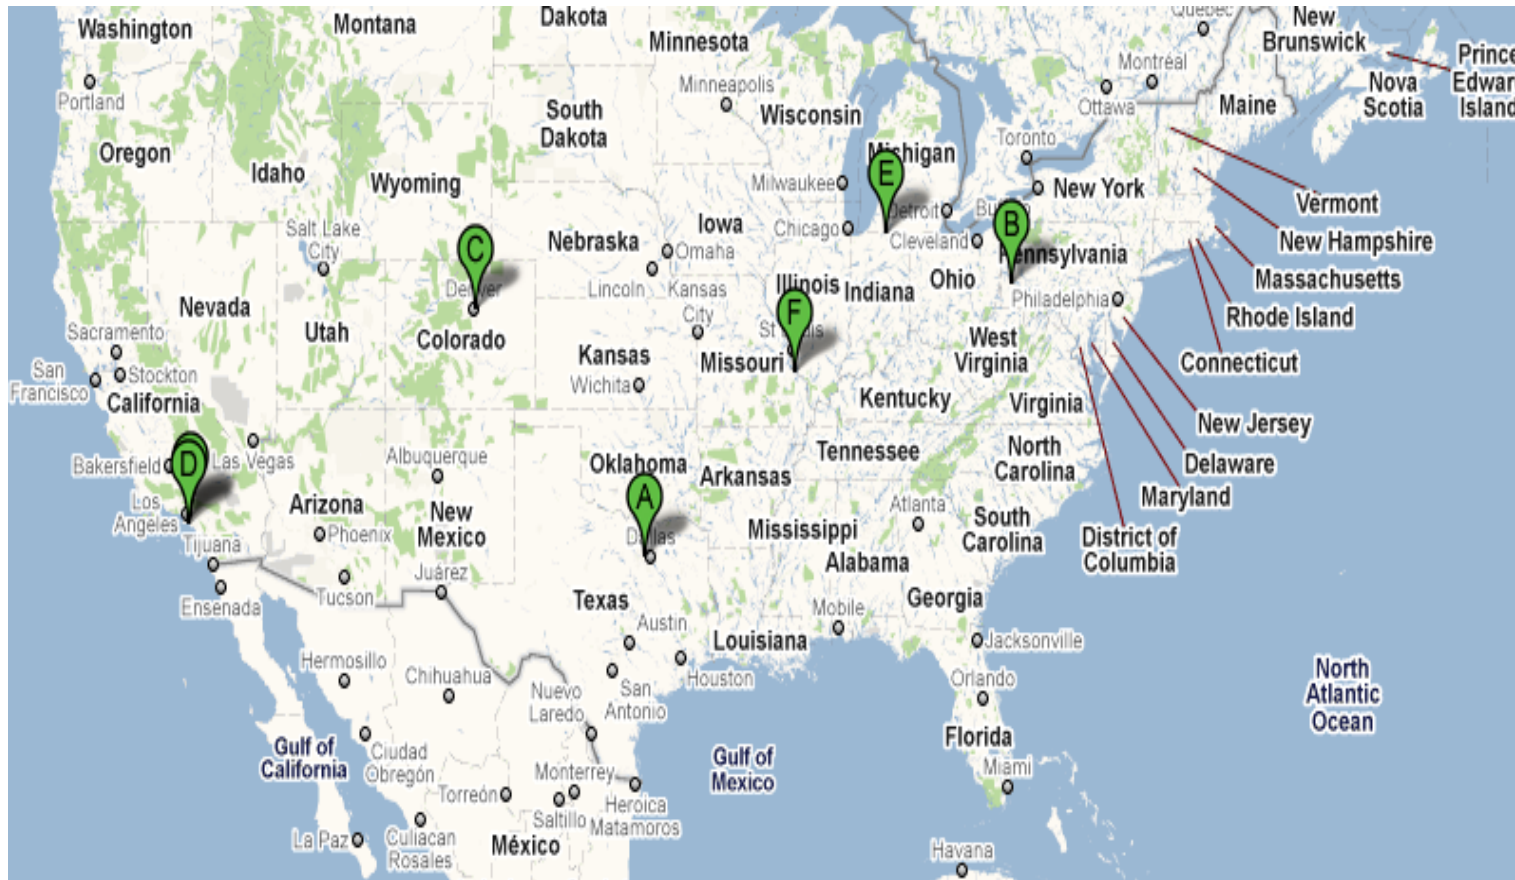 Washington
Montana
Dakota
Minnesota
Quebec
New
Brunswick
Prince
Edward
Island
Nova
Scotia
Portland
Minneapolis
Montréal
Ottawa
Maine
South
Dakota
Wisconsin
Toronto
Oregon
Idaho
Wyoming
Michigan
E
Milwaukee
New York
Vermont
Salt Lake
City
C
Nebraska
Iowa
Omaha
Chicago
Detroit
B
Cleveland
Pennsylvania
New Hampshire
Massachusetts
Nevada
Denver
Lincoln
Kansas
City
Illinois
Indiana
Ohio
Philadelphia
Rhode Island
Sacramento
Utah
Colorado
F
West
Virginia
Connecticut
San
Francisco
Stockton
California
Kansas
Wichita
Missouri
Kentucky
Virginia
New Jersey
Bakersfield
D
Las Vegas
Albuquerque
Oklahoma
Arkansas
Tennessee
North
Carolina
Delaware
Maryland
Los
Angeles
Arizona
Phoenix
New
Mexico
A
Dallas
Mississippi
Atlanta
South
Carolina
District of
Columbia
Tijuana
Ensenada
Tucson
Juárez
Texas
Alabama
Georgia
Austin
Louisiana
Mobile
Jacksonville
Hermosillo
Chihuahua
Nuevo
Laredo
San
Antonio
Houston
Orlando
North
Atlantic
Ocean
Gulf of
California
Ciudad
Obregón
Gulf of
Mexico
Florida
Miami
Torreón
Monterrey
Saltillo
Heroica
Matamoros
La Paz
Culiacan
Rosales
México
Havana